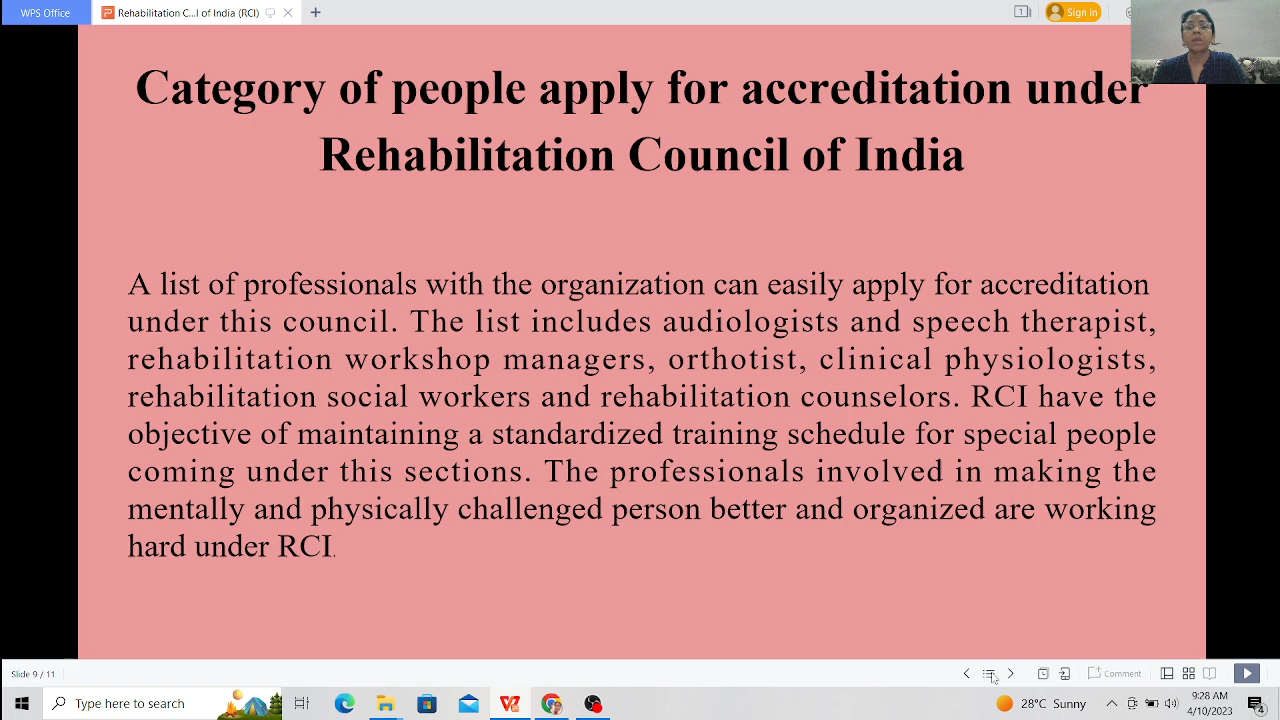 WPS Office
Rehabilitation C...l of India (RCI)
1
Sign in
Category of people apply for accreditation under
Rehabilitation Council of India
A list of professionals with the organization can easily apply for accreditation
under this council. The list includes audiologists and speech therapist,
rehabilitation workshop managers, orthotist, clinical physiologists,
rehabilitation social workers and rehabilitation counselors. RCI have the
objective of maintaining a standardized training schedule for special people
coming under this sections. The professionals involved in making the
mentally and physically challenged person better and organized are working
hard under RCI.
Slide 9 / 11
Comment
Type here to search
28°C Sunny
9:28 AM
4/10/2023
4